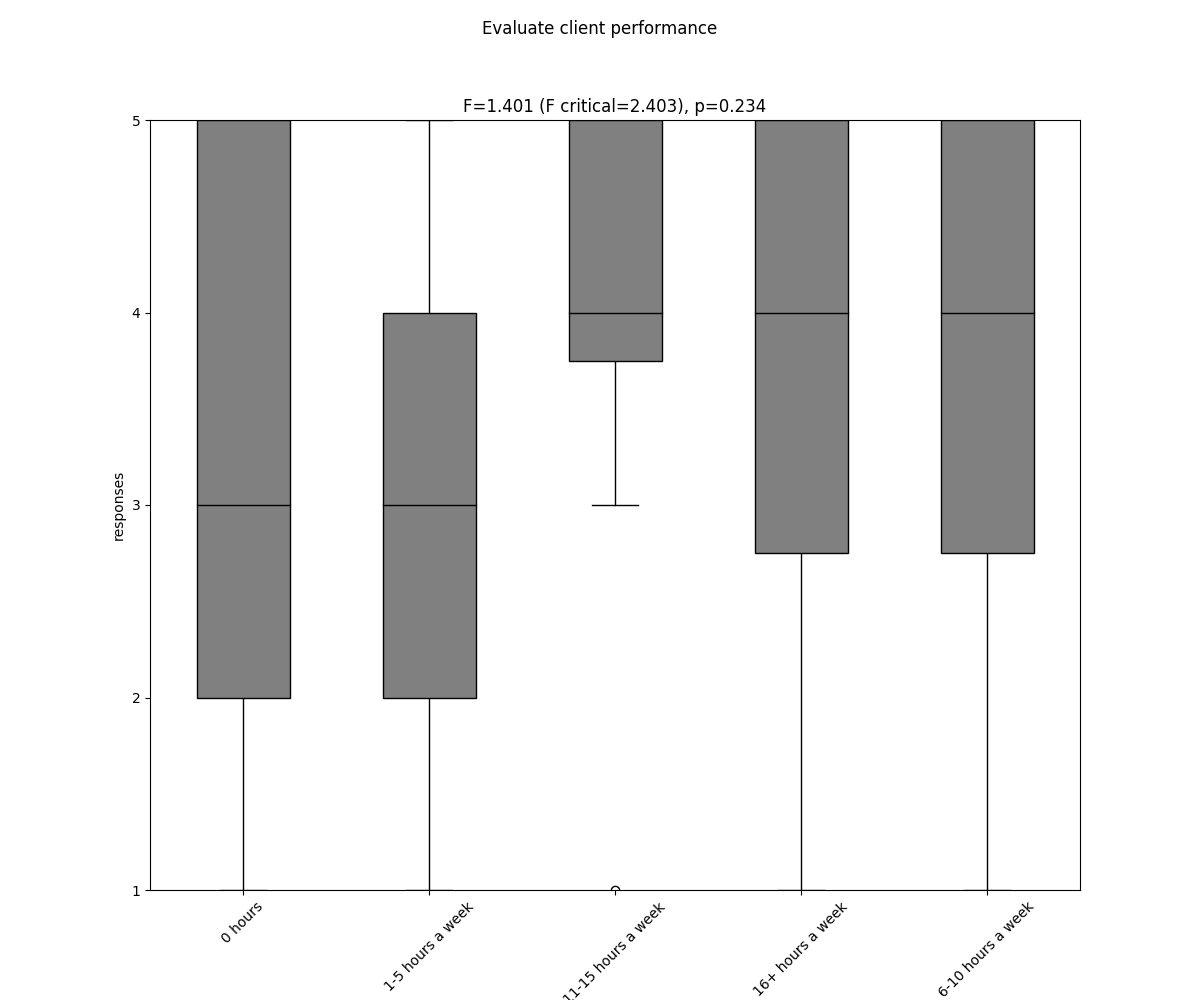 Evaluate client performance
F=1.401 (F critical=2.403), p=0.234
5
4
3
2
1
responses
0 hours
1-5 hours a week
11-15 hours a week
16+ hours a week
6-10 hours a week